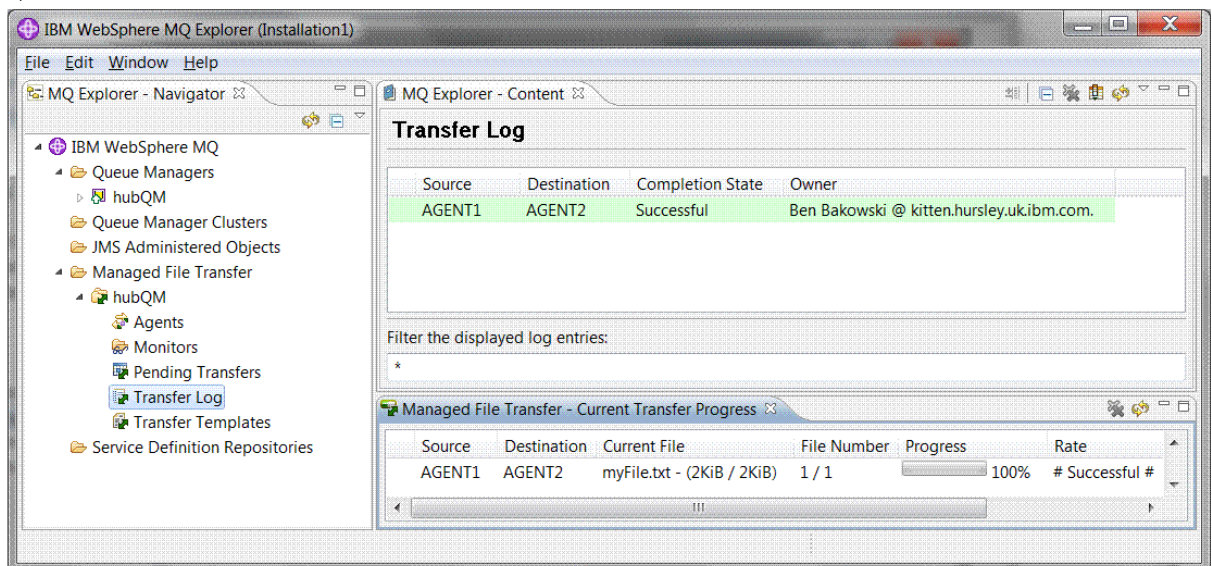 IBM WebSphere MQ Explorer (Installation1)
File Edit Window Help
MQ Explorer - Navigator
IBM WebSphere MQ
Queue Managers
hubQM
Queue Manager Clusters
JMS Administered Objects
Managed File Transfer
hubQM
Agents
Monitors
Pending Transfers
Transfer Log
Transfer Templates
Service Definition Repositories
MQ Explorer - Content
Transfer Log
Source Destination Completion State Owner
AGENT1 AGENT2 Successful Ben Bakowski @ kitten.hursley.uk.ibm.com.
Filter the displayed log entries:
*
Managed File Transfer - Current Transfer Progress
Source Destination Current File File Number Progress Rate
AGENT1 AGENT2 myFile.txt - (2KiB / 2KiB) 1 / 1 100% # Successful #